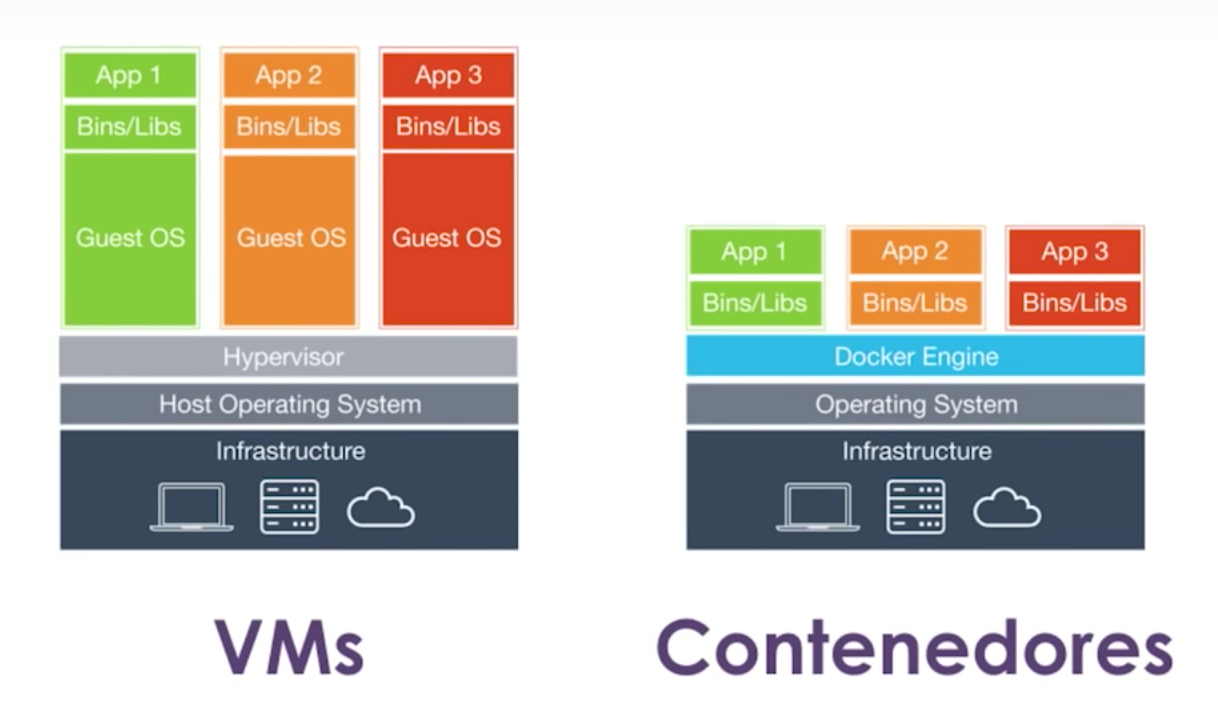 App 1
App 2
App 3
Bins/Libs
Bins/Libs
Bins/Libs
Guest OS
Guest OS
Guest OS
Hypervisor
Host Operating System
Infrastructure
VMs
App 1
App 2
App 3
Bins/Libs
Bins/Libs
Bins/Libs
Docker Engine
Operating System
Infrastructure
Contenedores